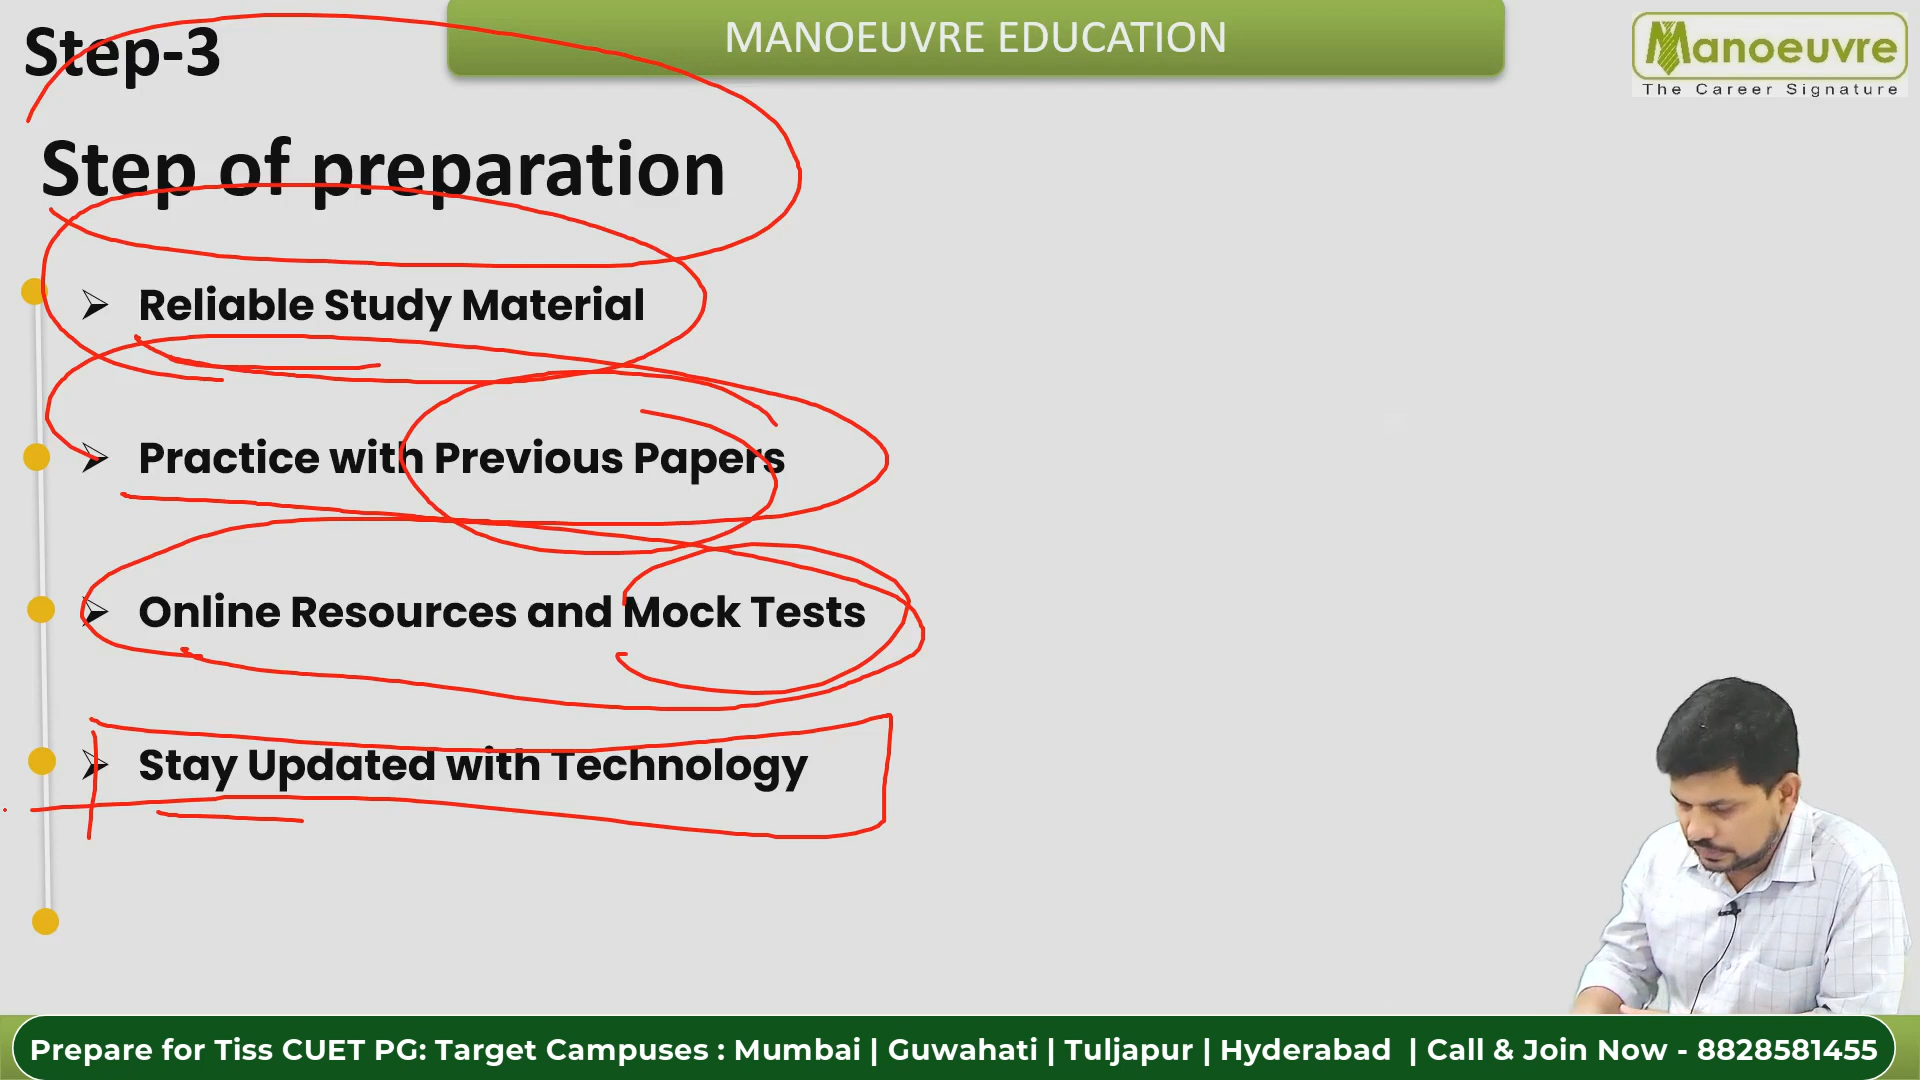 Step-3
MANOEUVRE EDUCATION
Manoeuvre
The Career Signature
Step of preparation
➢ Reliable Study Material
➢ Practice with Previous Papers
➢ Online Resources and Mock Tests
➢ Stay Updated with Technology
Prepare for Tiss CUET PG: Target Campuses : Mumbai | Guwahati | Tuljapur | Hyderabad | Call & Join Now - 8828581455